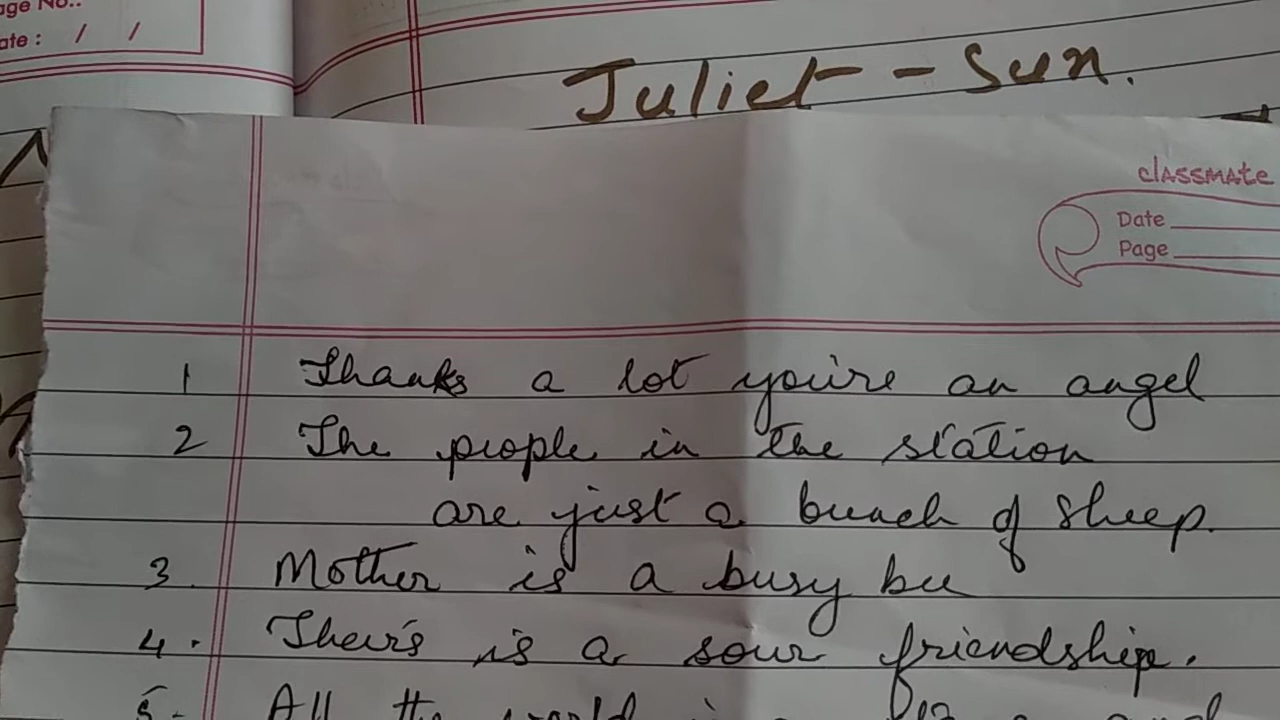 age No.:
ate : / /
Juliet - Sun.
classmate
Date
Page
1 Thanks a lot you're an angel
2 The people in the station
are just a bunch of sheep.
3. Mother is a busy bee
4. Their's is a sour friendship.
5. All the world is a